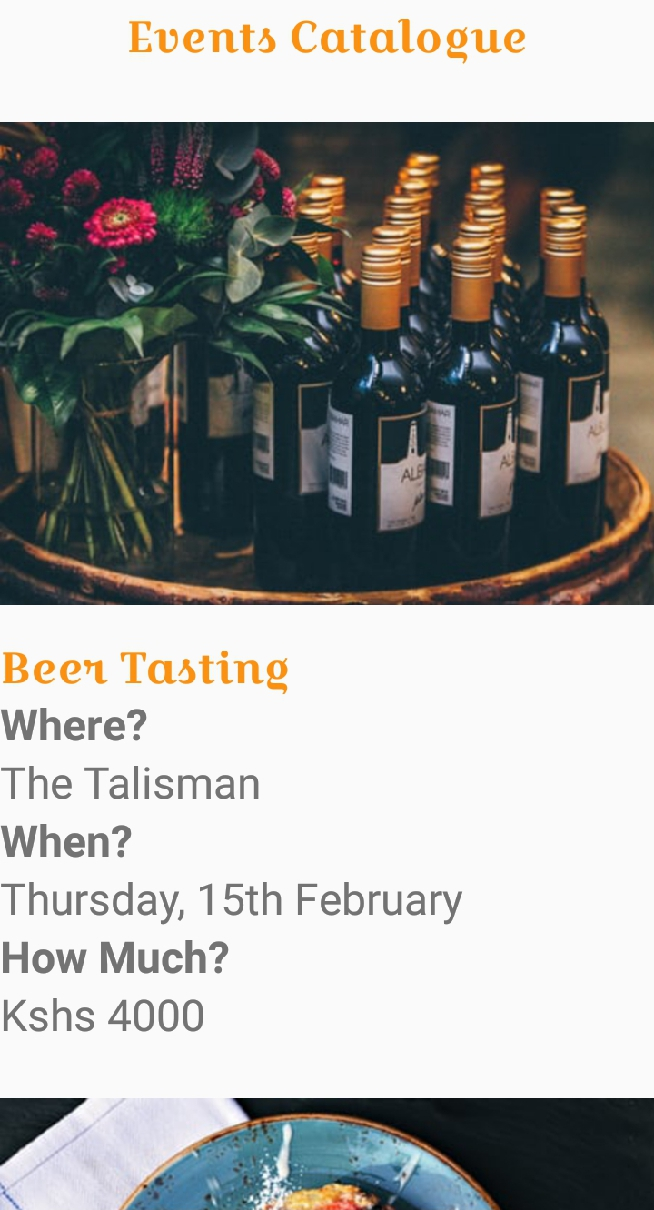 Events Catalogue
Beer Tasting
Where?
The Talisman
When?
Thursday, 15th February
How Much?
Kshs 4000